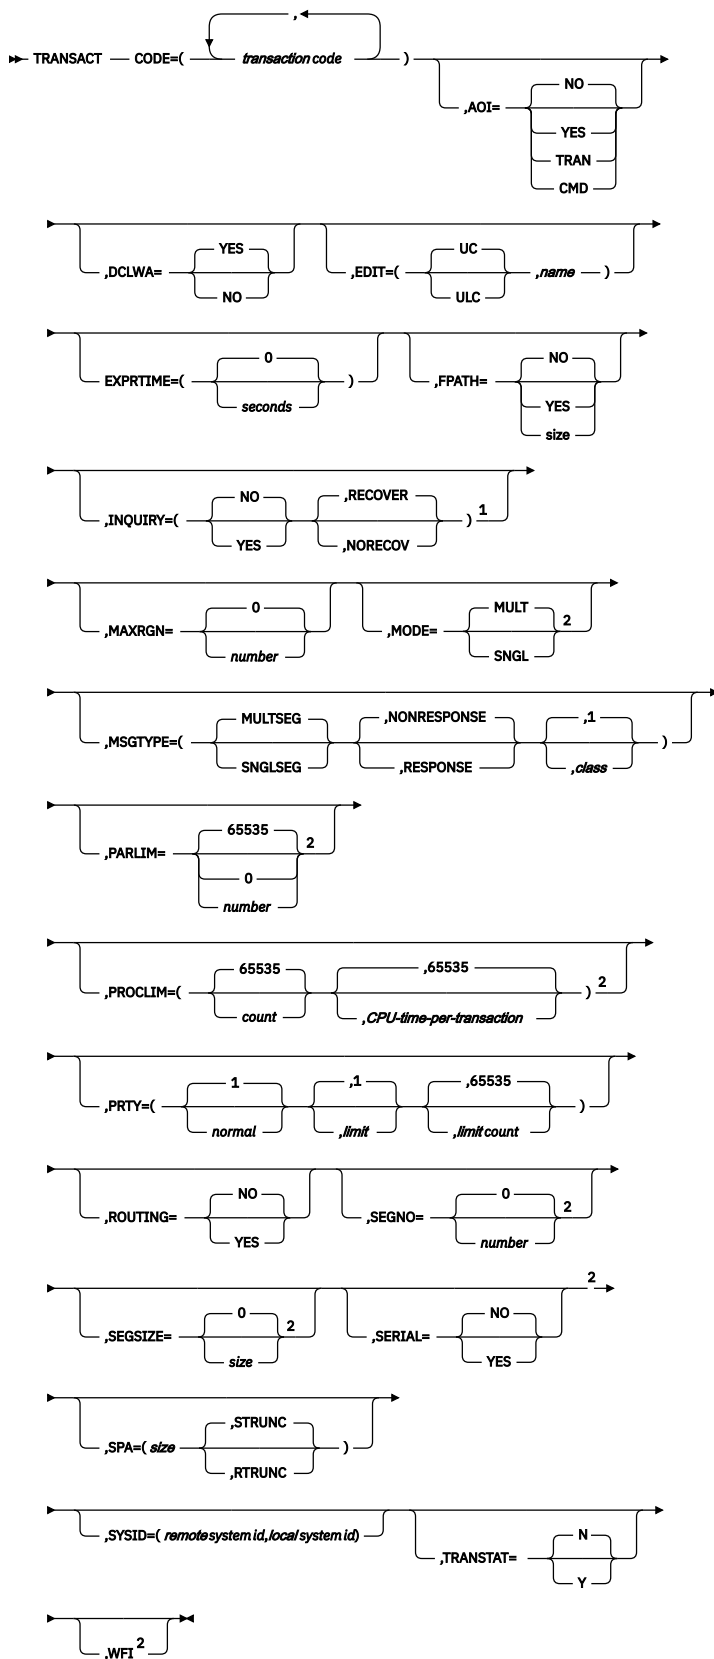 ,
TRANSACT CODE=( transaction code )
,AOI= NO
YES
TRAN
CMD
,DCLWA= YES
NO
,EDIT=( UC
ULC
,name )
EXPRTIME=( 0
seconds
)
,FPATH= NO
YES
size
,INQUIRY=( NO
YES
,RECOVER
,NORECOV
) 1
,MAXRGN= 0
number
,MODE= MULT
SNGL
2
,MSGTYPE=( MULTSEG
SNGLSEG
,NONRESPONSE
,RESPONSE
,1
,class
)
,PARLIM= 65535
0
number
2
,PROCLIM=( 65535
count
,65535
,CPU-time-per-transaction
) 2
,PRTY=( 1
normal
,1
,limit
,65535
,limit count
)
,ROUTING= NO
YES
,SEGNO= 0
number
2
,SEGSIZE= 0
size
2
,SERIAL= NO
YES
2
,SPA=( size ,STRUNC
,RTRUNC
)
,SYSID=( remote system id,local system id)
,TRANSTAT= N
Y
,WFI 2